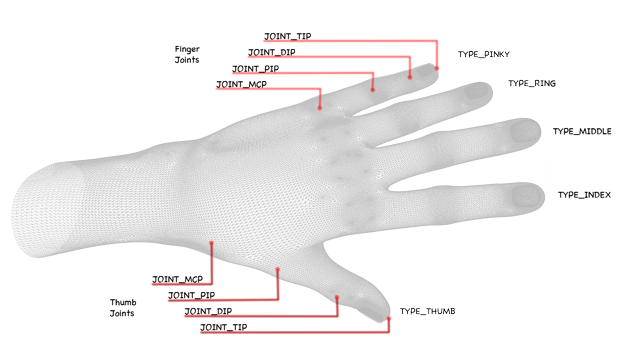 JOINT_TIP
Finger
Joints
JOINT_DIP
TYPE_PINKY
JOINT_PIP
TYPE_RING
JOINT_MCP
TYPE_MIDDLE
TYPE_INDEX
JOINT_MCP
Thumb
Joints
JOINT_PIP
JOINT_DIP
TYPE_THUMB
JOINT_TIP